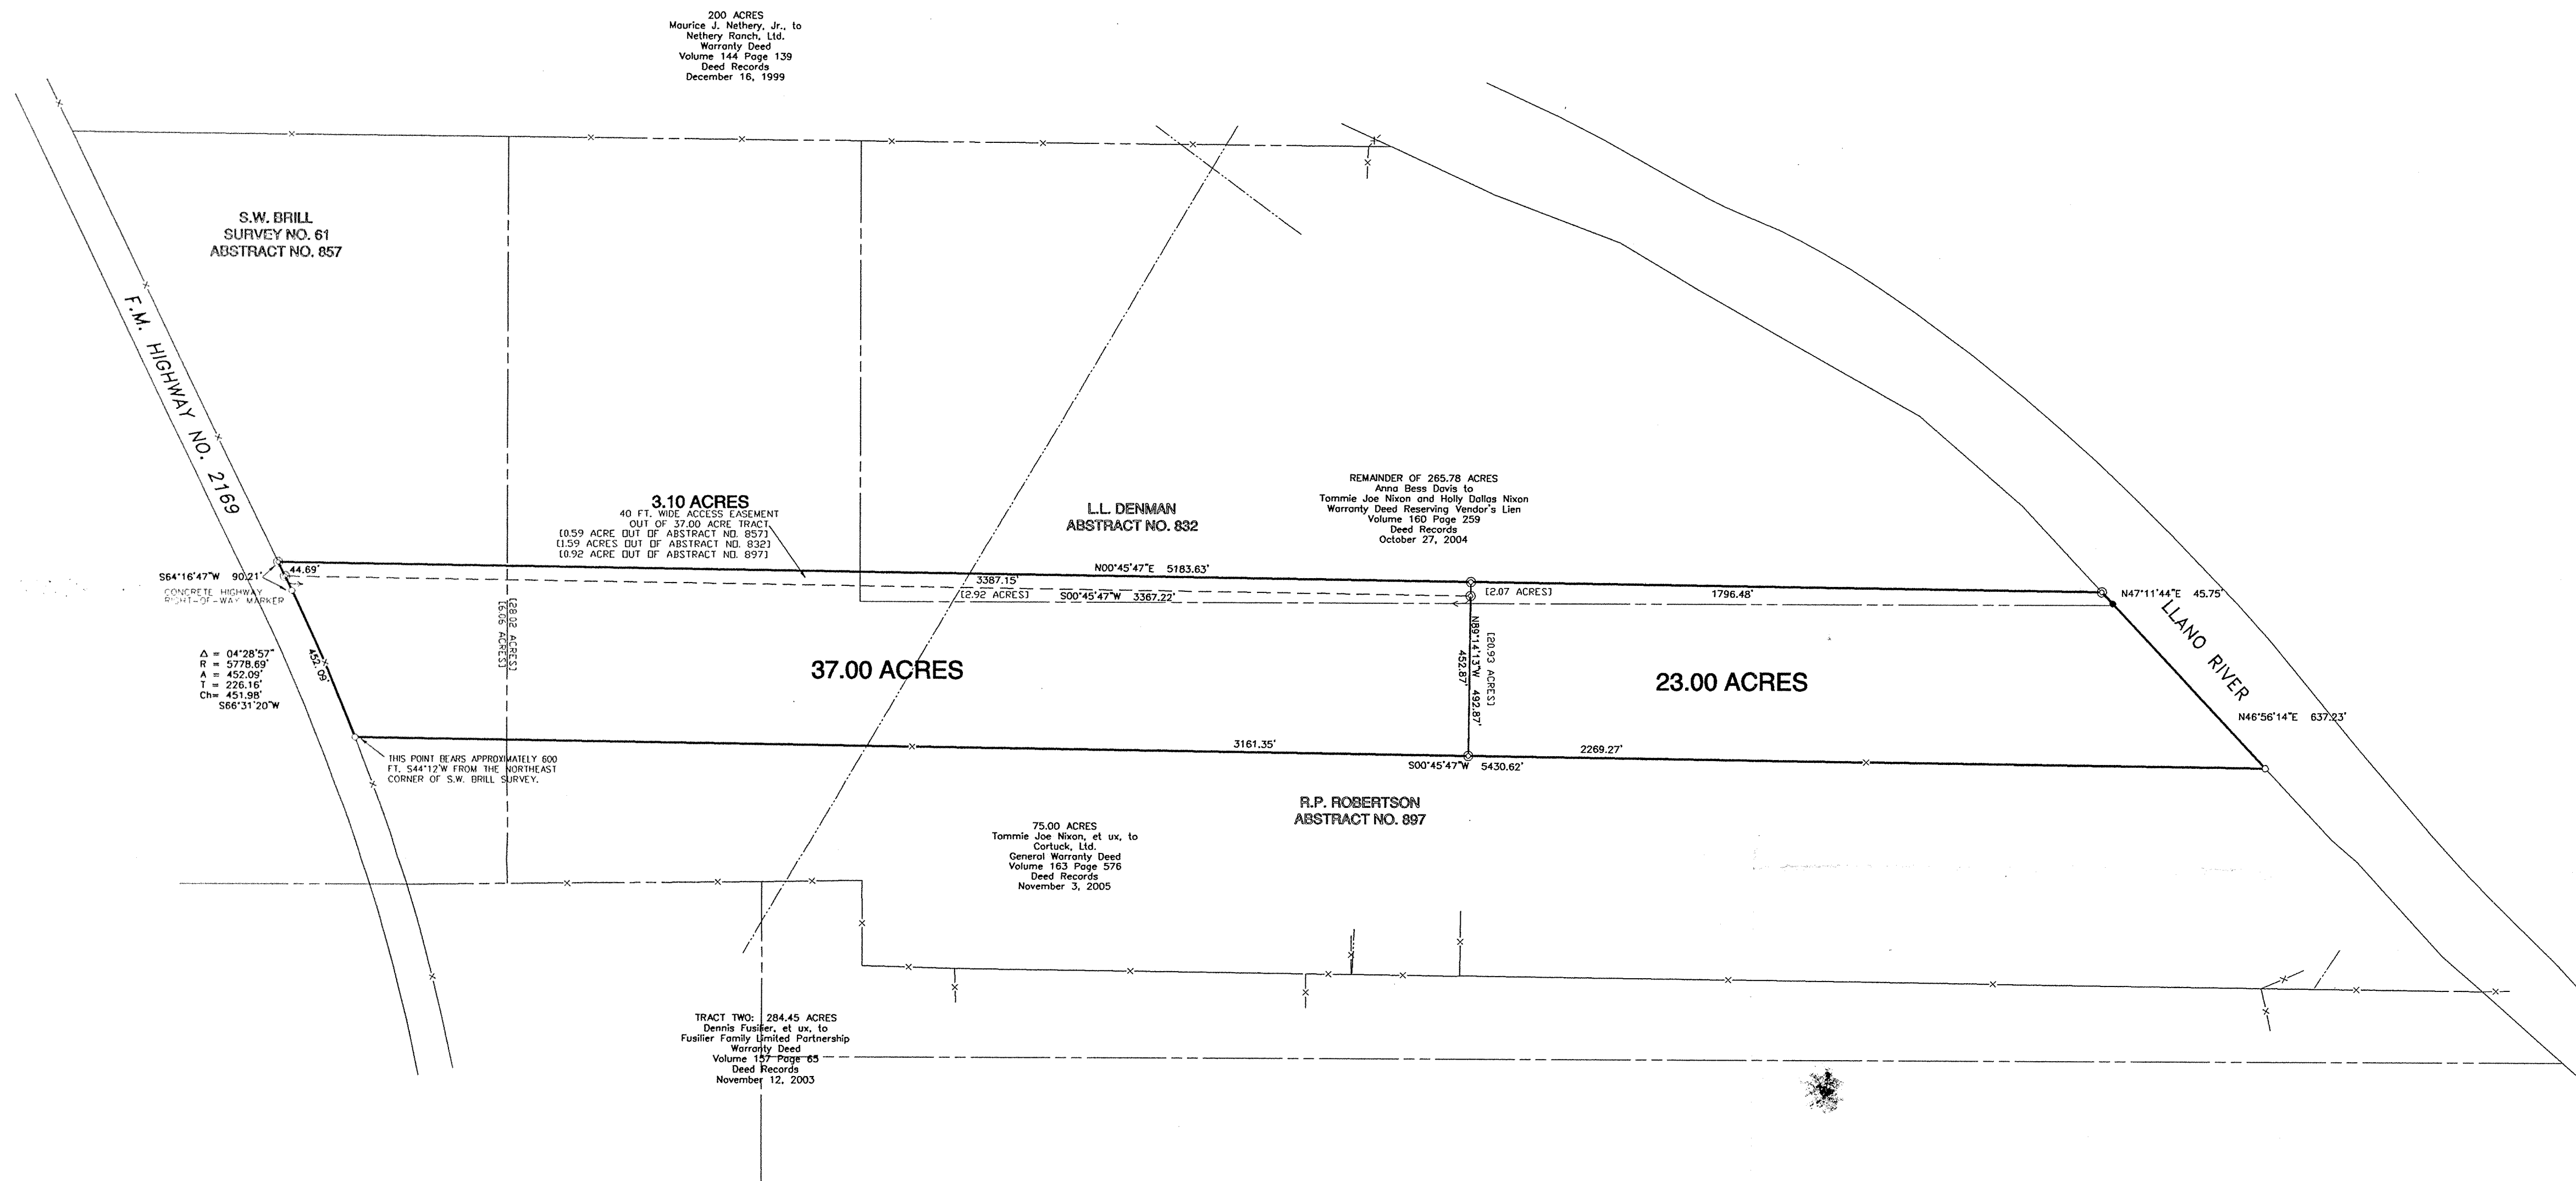 200 ACRES
Maurice J. Nethery, Jr., to
Nethery Ranch, Ltd.
Warranty Deed
Volume 144 Page 139
Deed Records
December 16, 1999
S.W. BRILL
SURVEY NO. 61
ABSTRACT NO. 857
F.M. HIGHWAY NO. 2169
3.10 ACRES
40 FT. WIDE ACCESS EASEMENT
OUT OF 37.00 ACRE TRACT
[0.59 ACRE OUT OF ABSTRACT NO. 857]
[1.59 ACRES OUT OF ABSTRACT NO. 832]
[0.92 ACRE OUT OF ABSTRACT NO. 897]
L.L. DENMAN
ABSTRACT NO. 832
REMAINDER OF 265.78 ACRES
Anna Bess Davis to
Tommie Joe Nixon and Holly Dallas Nixon
Warranty Deed Reserving Vendor's Lien
Volume 160 Page 259
Deed Records
October 27, 2004
S64°16'47"W 90.21'
44.69'
CONCRETE HIGHWAY
RIGHT-OF-WAY MARKER
N00°45'47"E 5183.63'
3387.15'
[2.92 ACRES]
S00°45'47"W 3367.22'
[2.07 ACRES]
1796.48'
N47°11'44"E 45.75'
LLANO RIVER
[28.02 ACRES]
[6.06 ACRES]
[20.93 ACRES]
N89°14'13"W 492.87'
452.87'
Δ = 04°28'57"
R = 5778.69'
A = 452.09'
T = 226.16'
Ch= 451.98'
S66°31'20"W
452.09'
37.00 ACRES
23.00 ACRES
N46°56'14"E 637.23'
THIS POINT BEARS APPROXIMATELY 600
FT. S44°12'W FROM THE NORTHEAST
CORNER OF S.W. BRILL SURVEY.
3161.35'
2269.27'
S00°45'47"W 5430.62'
R.P. ROBERTSON
ABSTRACT NO. 897
75.00 ACRES
Tommie Joe Nixon, et ux, to
Cortuck, Ltd.
General Warranty Deed
Volume 163 Page 576
Deed Records
November 3, 2005
TRACT TWO: 284.45 ACRES
Dennis Fusilier, et ux, to
Fusilier Family Limited Partnership
Warranty Deed
Volume 157 Page 65
Deed Records
November 12, 2003